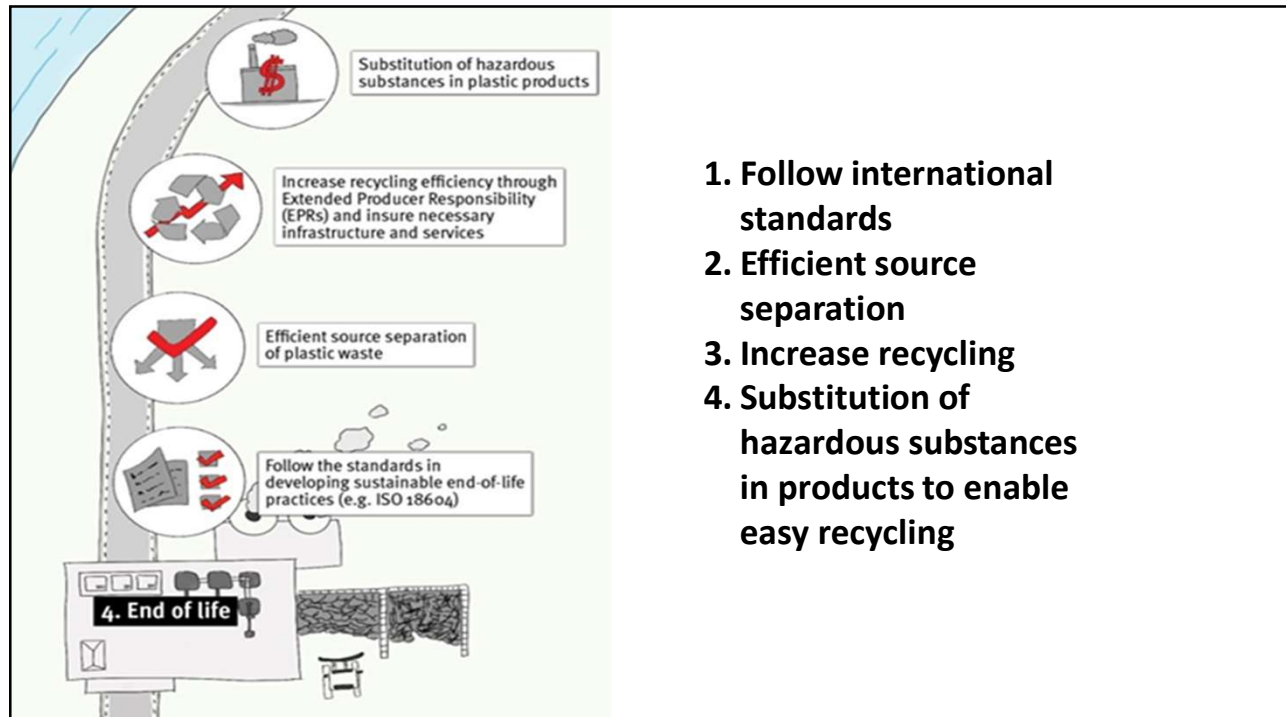 Substitution of hazardous
substances in plastic products
Increase recycling efficiency through
Extended Producer Responsibility
(EPRs) and insure necessary
infrastructure and services
Efficient source separation
of plastic waste
Follow the standards in
developing sustainable end-of-life
practices (e.g. ISO 18604)
4. End of life
1. Follow international
standards
2. Efficient source
separation
3. Increase recycling
4. Substitution of
hazardous substances
in products to enable
easy recycling